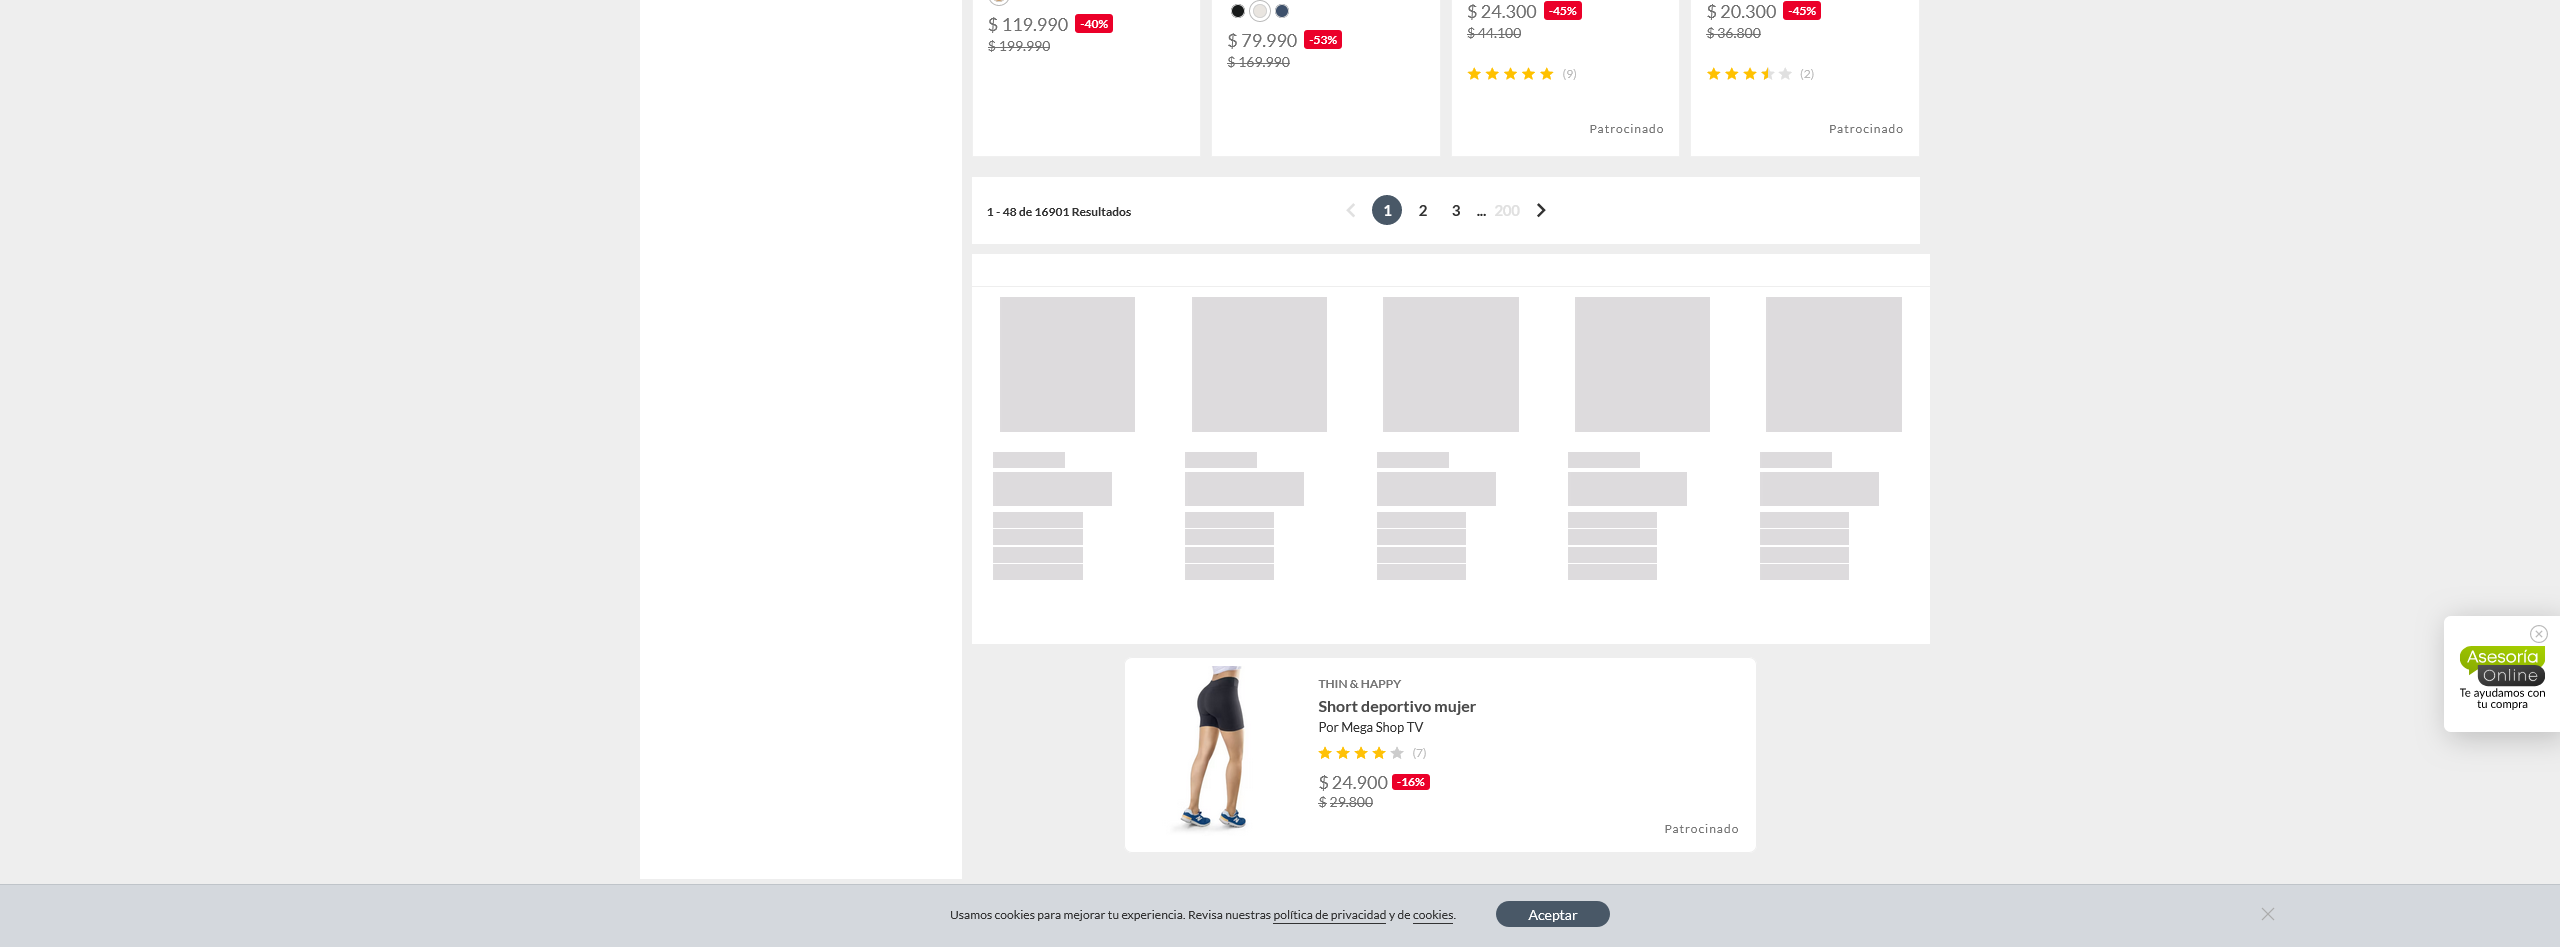 $ 119.990 -40%
$ 199.990
$ 79.990 -53%
$ 169.990
$ 24.300 -45%
$ 44.100
(9)
Patrocinado
$ 20.300 -45%
$ 36.800
(2)
Patrocinado
1 - 48 de 16901 Resultados
1 2 3 ... 200
THIN & HAPPY
Short deportivo mujer
Por Mega Shop TV
(7)
$ 24.900 -16%
$ 29.800
Patrocinado
Asesoría
Online
Te ayudamos con
tu compra
Usamos cookies para mejorar tu experiencia. Revisa nuestras política de privacidad y de cookies. Aceptar